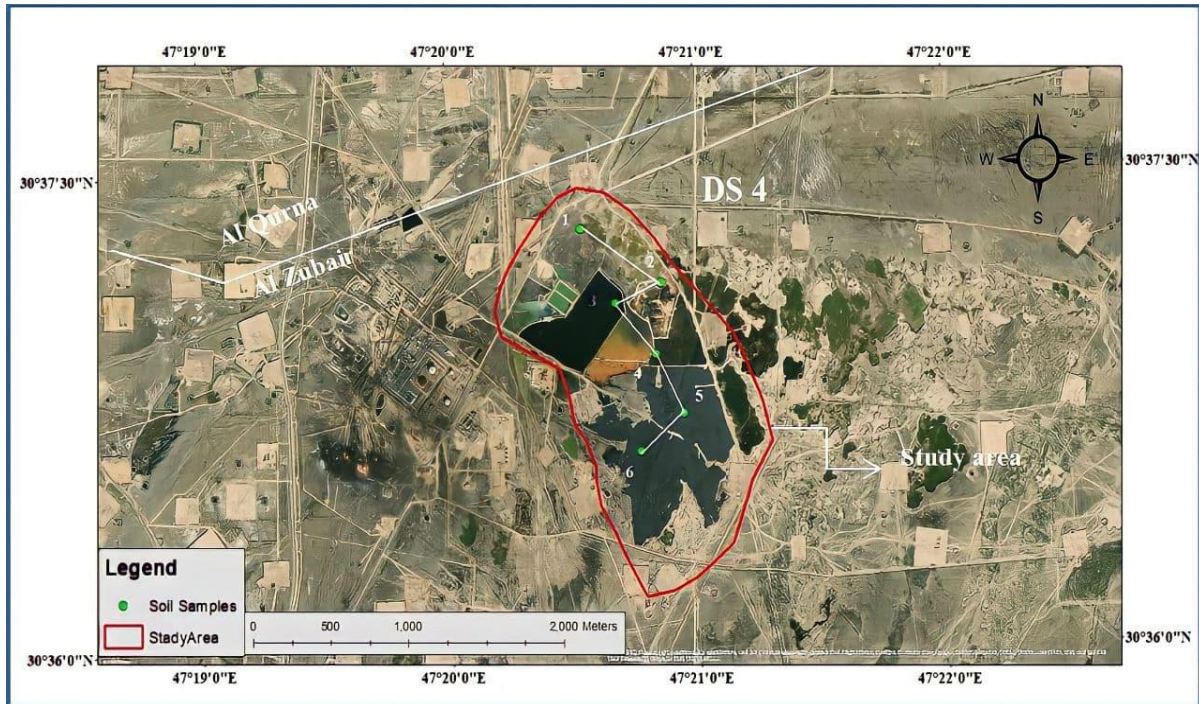 47°19'0"E
47°20'0"E
47°21'0"E
47°22'0"E
30°37'30"N
30°37'30"N
N
W
E
S
DS 4
Al Qurna
Al Zubair
1
2
3
4
5
6
Study area
Legend
Soil Samples
StadyArea
0 500 1,000 2,000 Meters
30°36'0"N
30°36'0"N
47°19'0"E
47°20'0"E
47°21'0"E
47°22'0"E